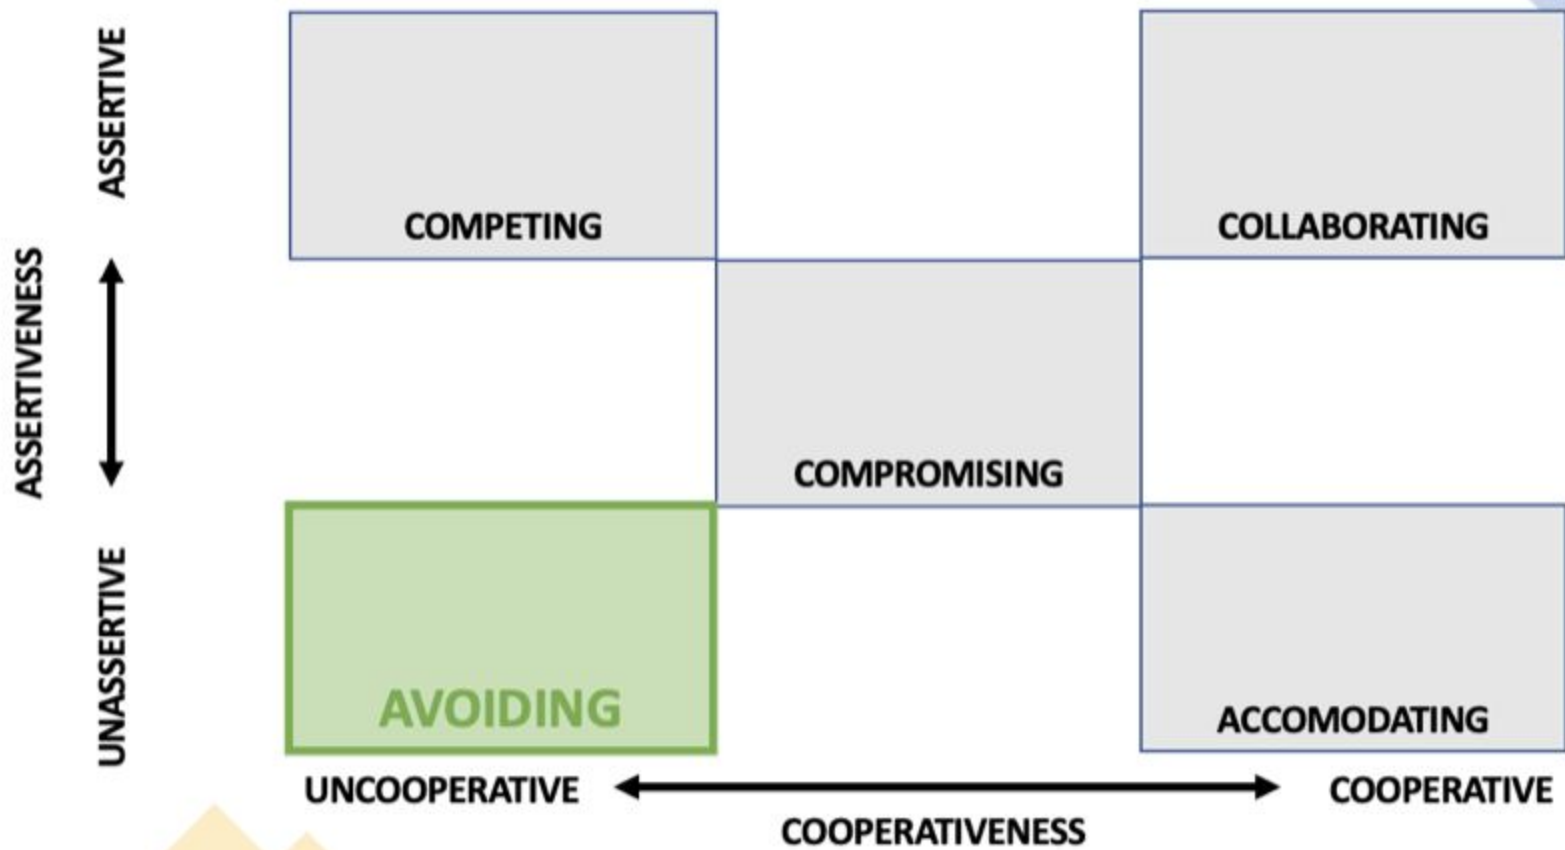 ASSERTIVE
COMPETING
COLLABORATING
ASSERTIVENESS
COMPROMISING
UNASSERTIVE
AVOIDING
ACCOMODATING
UNCOOPERATIVE
COOPERATIVE
COOPERATIVENESS